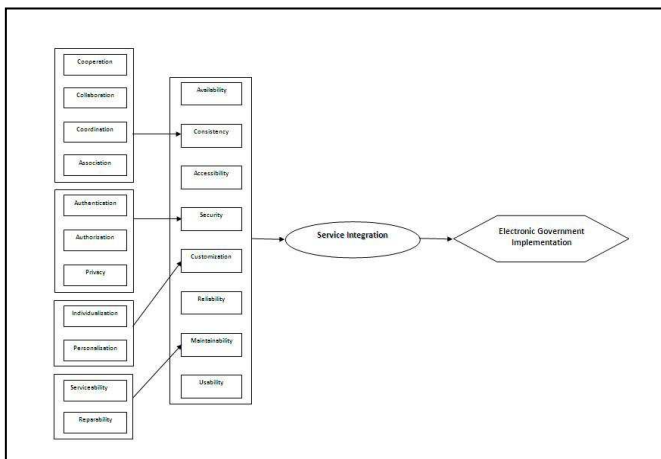 Cooperation
Collaboration
Coordination
Association
Authentication
Authorization
Privacy
Individualization
Personalization
Serviceability
Reparability
Availability
Consistency
Accessibility
Security
Customization
Reliability
Maintainability
Usability
Service Integration
Electronic Government
Implementation